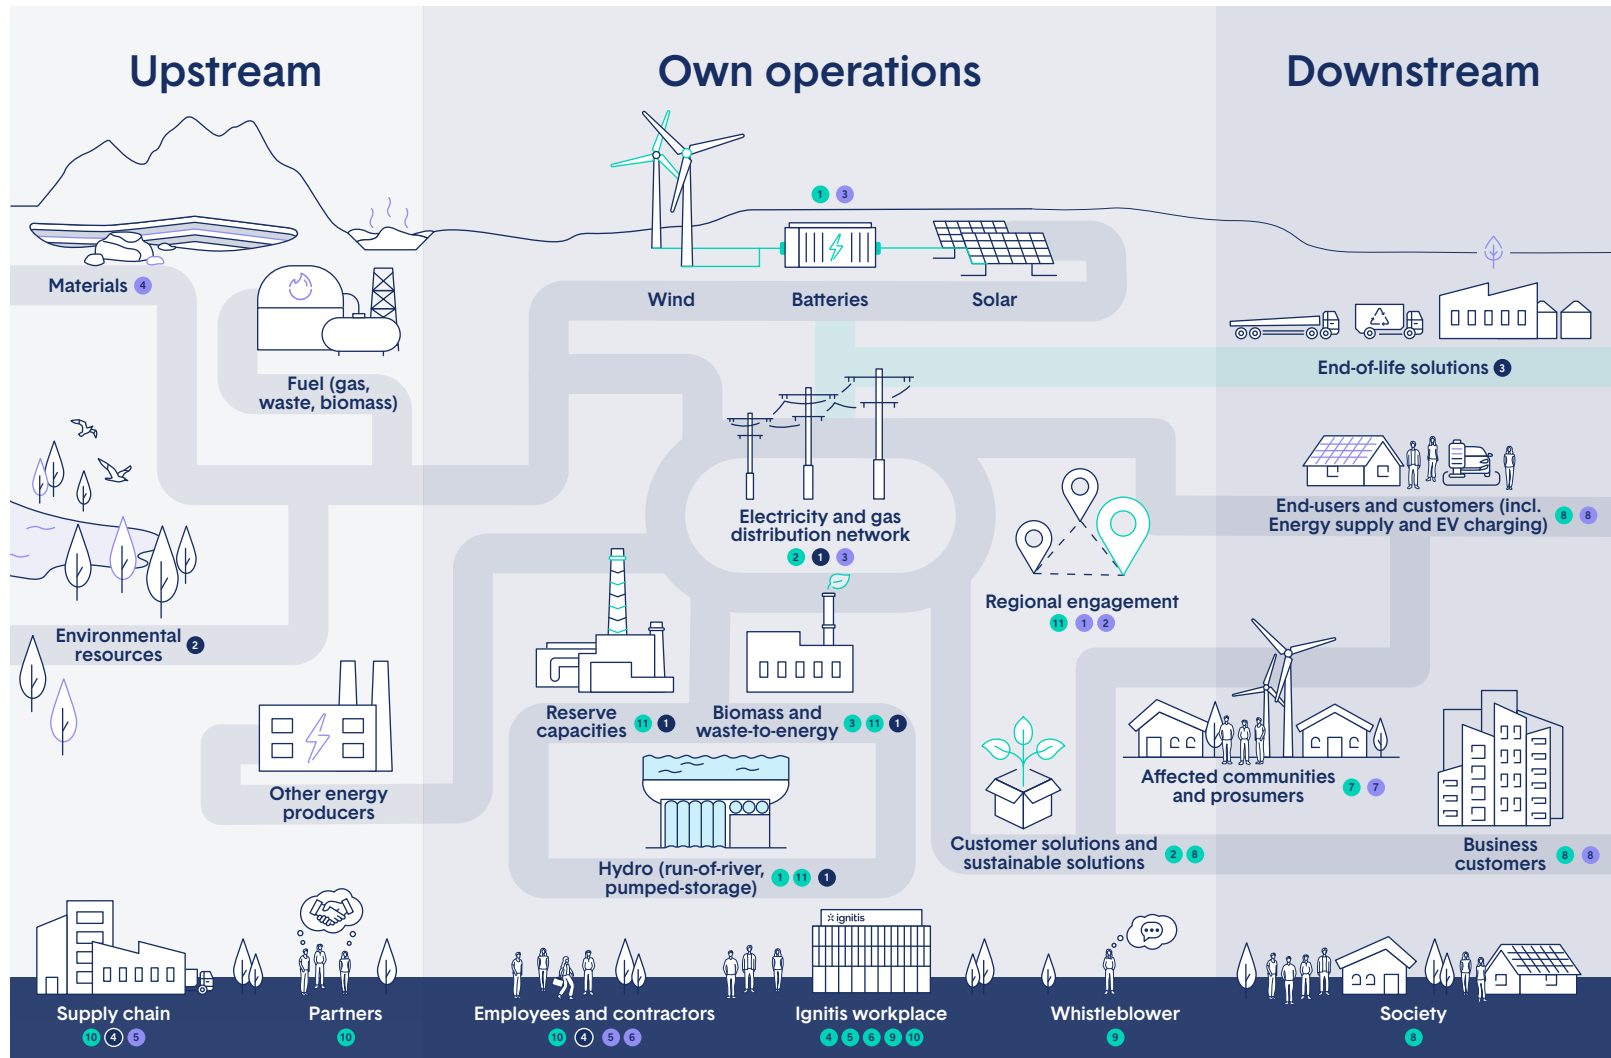 Upstream
Own operations
Downstream
1 3
Materials 4
Wind
Batteries
Solar
Fuel (gas,
waste, biomass)
End-of-life solutions 3
Electricity and gas
distribution network
2 1 3
End-users and customers (incl.
Energy supply and EV charging) 8 8
Regional engagement
11 1 2
Environmental
resources 2
Reserve
capacities 11 1
Biomass and
waste-to-energy 3 11 1
Other energy
producers
Affected communities
and prosumers 7 7
Customer solutions and
sustainable solutions 2 8
Business
customers 8 8
Hydro (run-of-river,
pumped-storage) 1 11 1
ignitis
Supply chain
10 4 5
Partners
10
Employees and contractors
10 4 5 6
Ignitis workplace
4 5 6 9 10
Whistleblower
9
Society
8